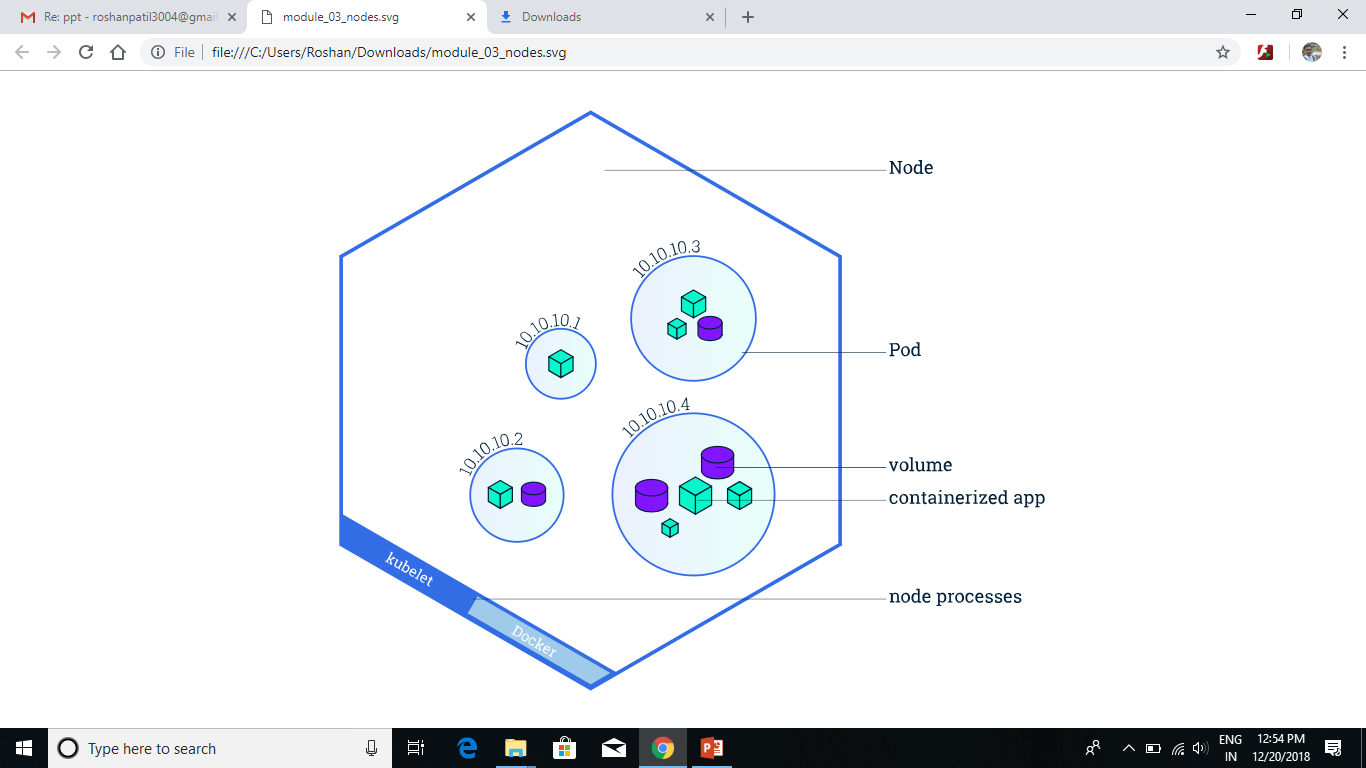 Re: ppt - roshanpatil3004@gmai
module_03_nodes.svg
Downloads
File
file:///C:/Users/Roshan/Downloads/module_03_nodes.svg
Node
10.10.10.3
10.10.10.1
Pod
10.10.10.4
10.10.10.2
volume
containerized app
kubelet
node processes
Docker
Type here to search
ENG
IN
12:54 PM
12/20/2018